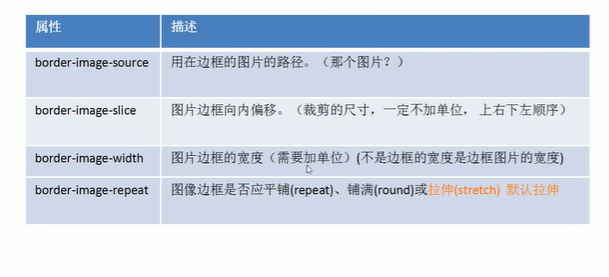 属性 描述
border-image-source 用在边框的图片的路径。（那个图片？）
border-image-slice 图片边框向内偏移。（裁剪的尺寸，一定不加单位， 上右下左顺序）
border-image-width 图片边框的宽度（需要加单位）(不是边框的宽度是边框图片的宽度)
border-image-repeat 图像边框是否应平铺(repeat)、铺满(round)或拉伸(stretch) 默认拉伸